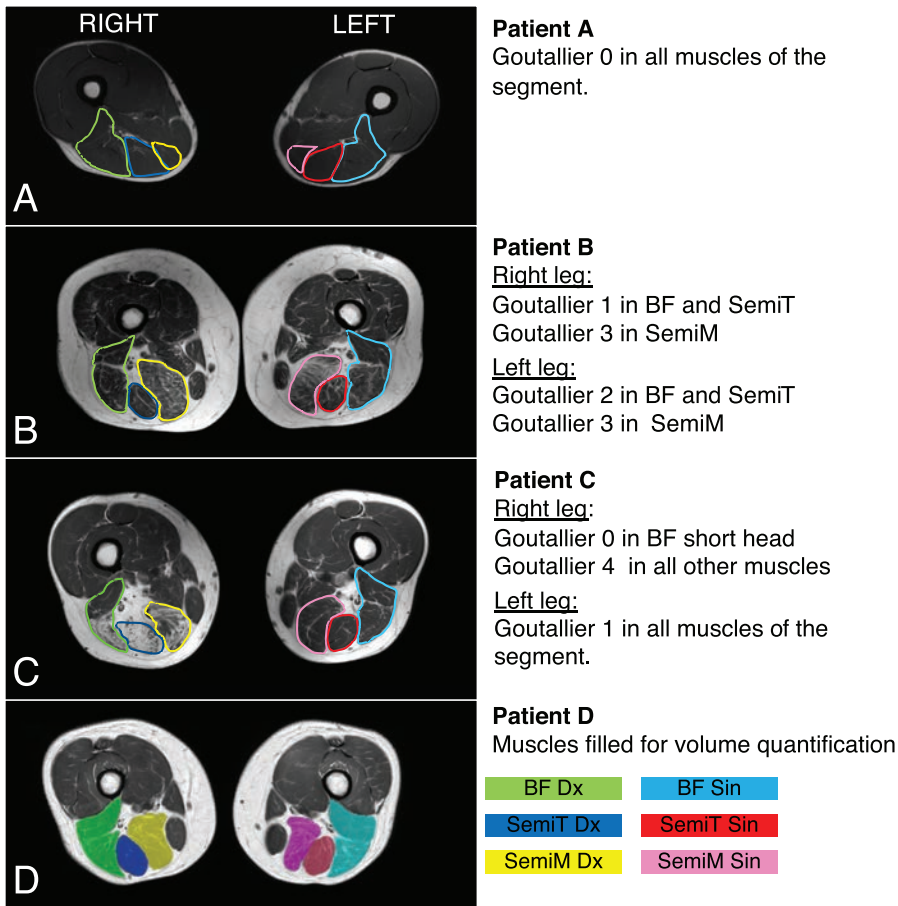 RIGHT LEFT
A
Patient A
Goutallier 0 in all muscles of the
segment.
B
Patient B
Right leg:
Goutallier 1 in BF and SemiT
Goutallier 3 in SemiM
Left leg:
Goutallier 2 in BF and SemiT
Goutallier 3 in SemiM
C
Patient C
Right leg:
Goutallier 0 in BF short head
Goutallier 4 in all other muscles
Left leg:
Goutallier 1 in all muscles of the
segment.
D
Patient D
Muscles filled for volume quantification
BF Dx BF Sin
SemiT Dx SemiT Sin
SemiM Dx SemiM Sin